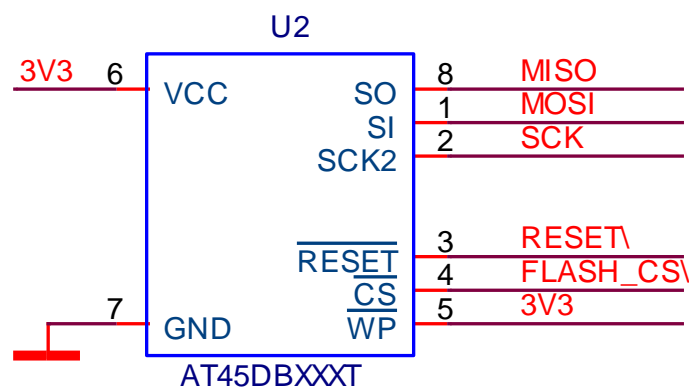 U2
3V3 6 VCC SO 8 MISO
SI 1 MOSI
SCK2 2 SCK
RESET 3 RESET\
CS 4 FLASH_CS\
7 GND WP 5 3V3
AT45DBXXXT